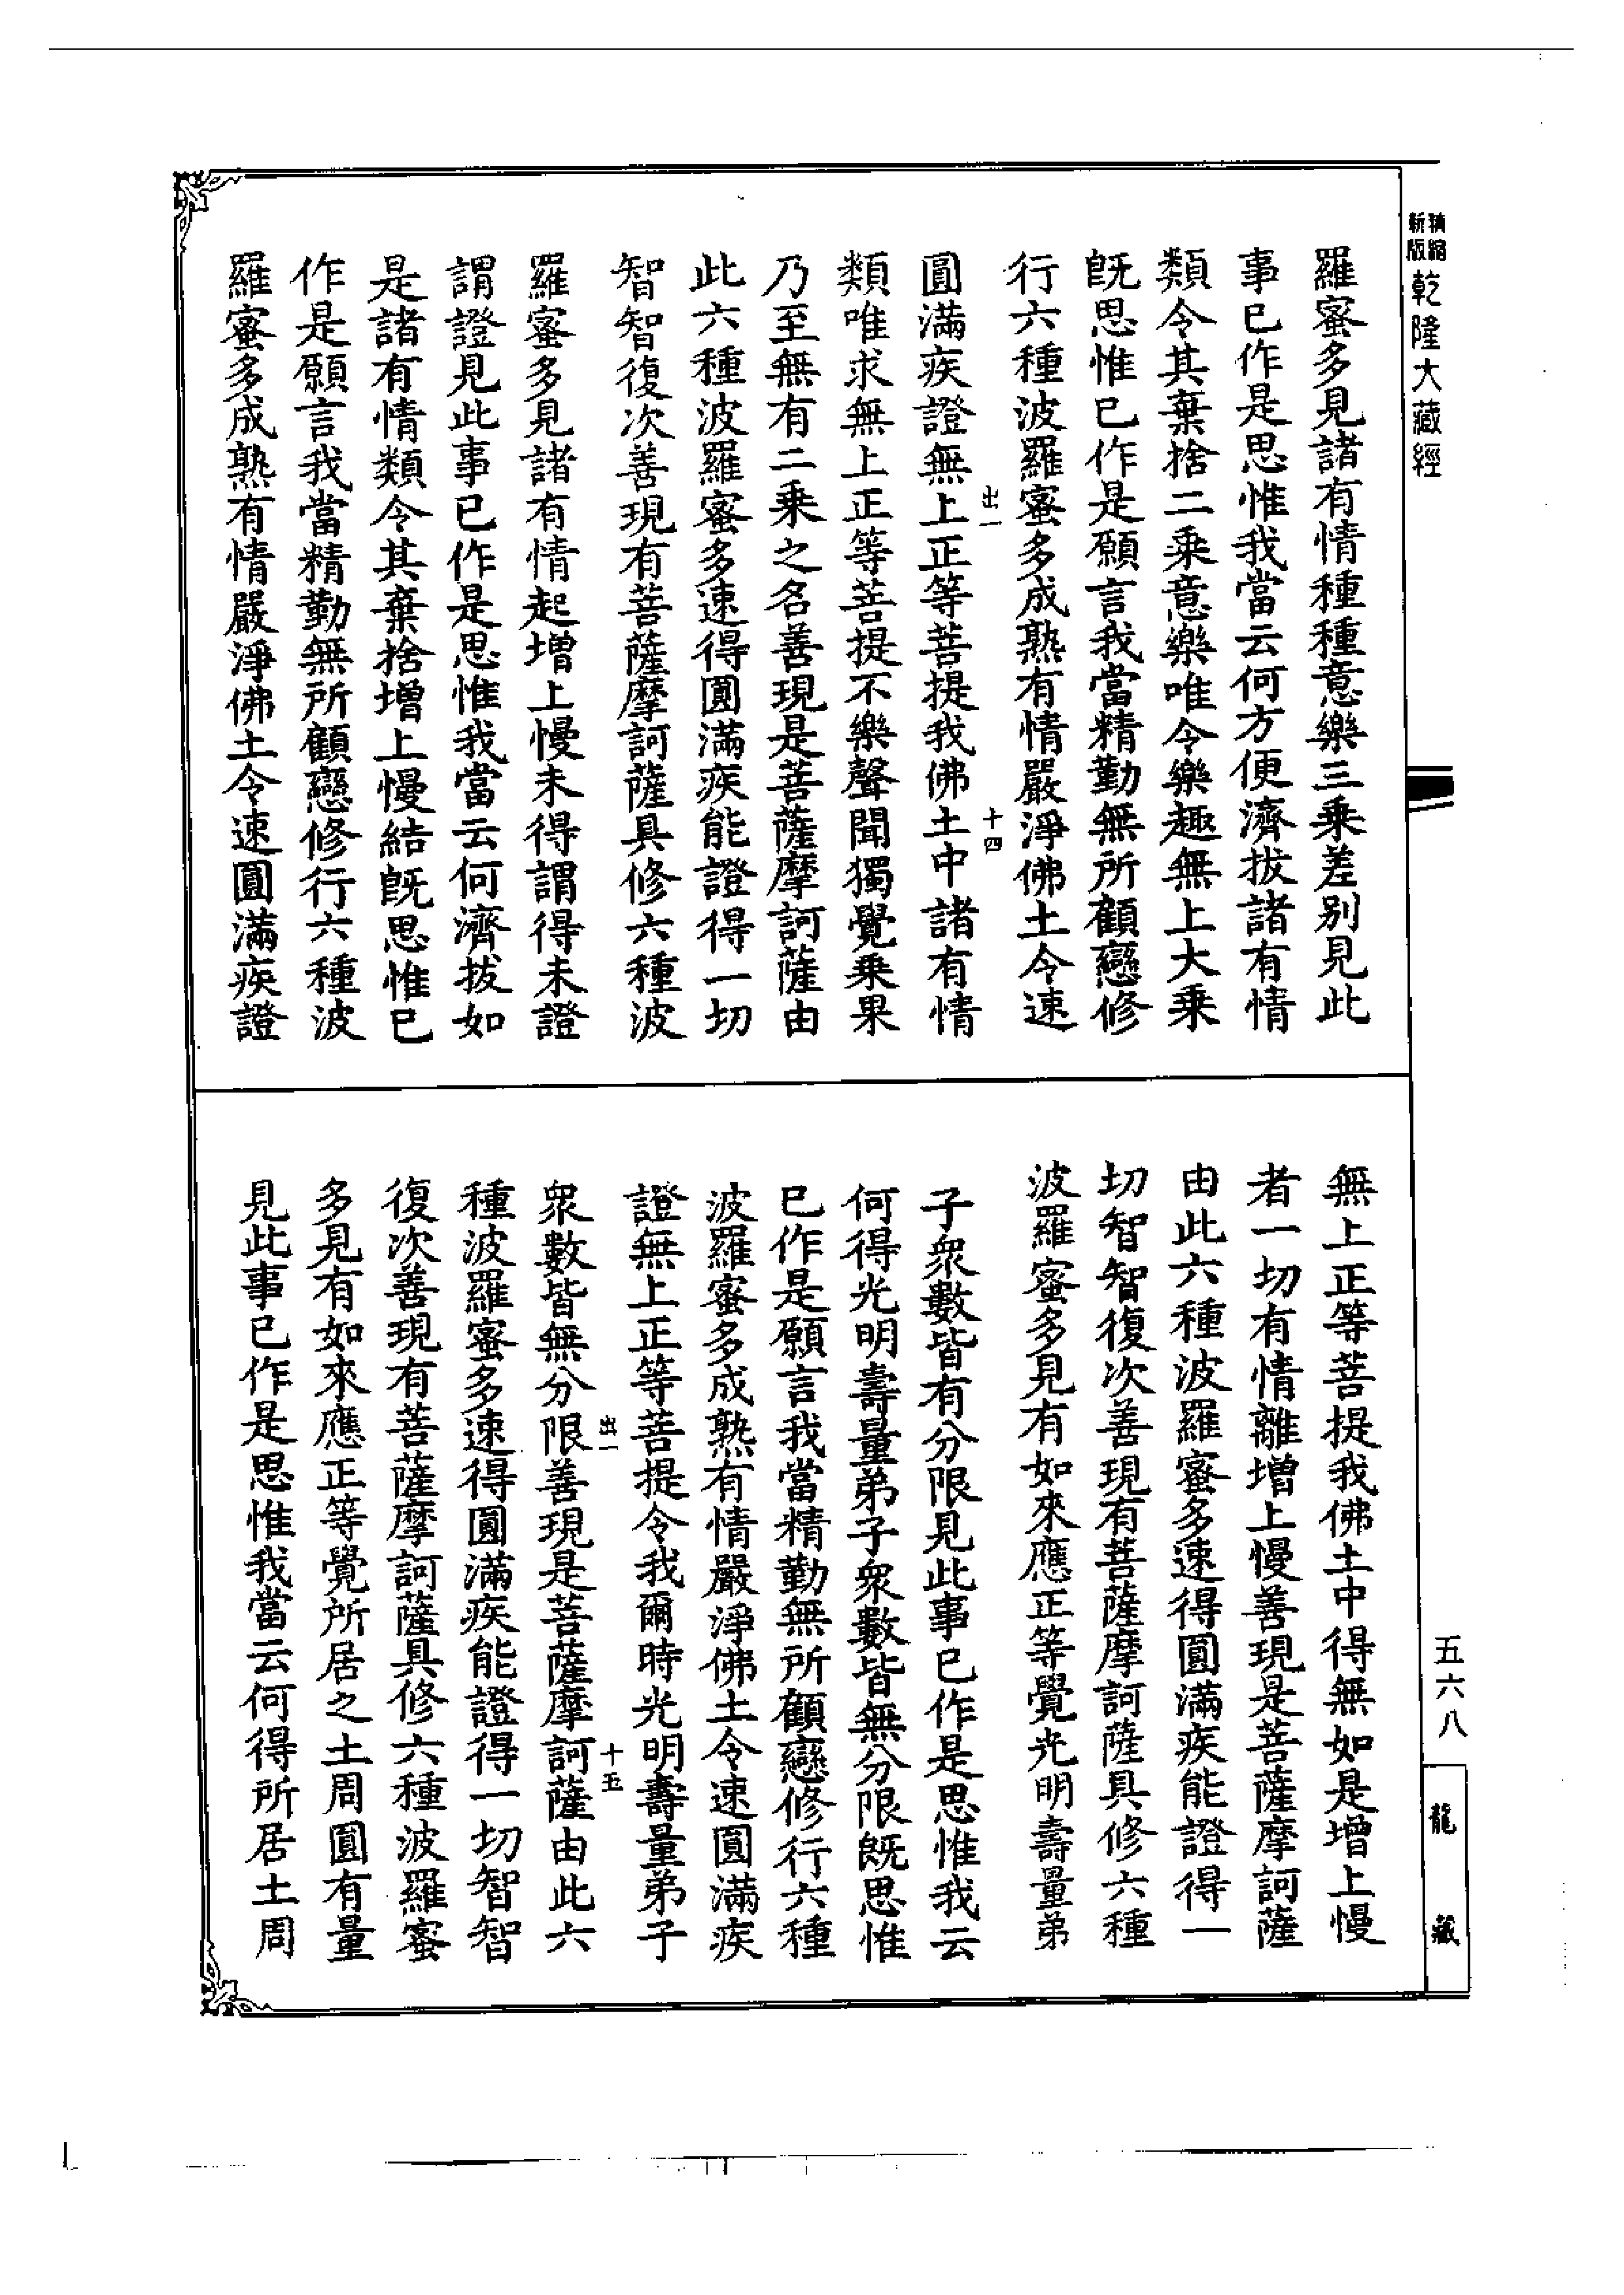 精縮
新版
乾隆大藏經
羅蜜多見諸有情種種意樂三乘差別見此
事已作是思惟我當云何方便濟拔諸有情
類令其棄捨二乘意樂唯令樂趣無上大乘
旣思惟已作是願言我當精勤無所顧戀修
行六種波羅蜜多成熟有情嚴淨佛土令速
出一
十四
圓滿疾證無上正等菩提我佛土中諸有情
類唯求無上正等菩提不樂聲聞獨覺乘果
乃至無有二乘之名善現是菩薩摩訶薩由
此六種波羅蜜多速得圓滿疾能證得一切
智智復次善現有菩薩摩訶薩具修六種波
羅蜜多見諸有情起增上慢未得謂得未證
謂證見此事已作是思惟我當云何濟拔如
是諸有情類令其棄捨增上慢結旣思惟已
作是願言我當精勤無所顧戀修行六種波
羅蜜多成熟有情嚴淨佛土令速圓滿疾證
無上正等菩提我佛土中得無如是增上慢
者一切有情離增上慢善現是菩薩摩訶薩
由此六種波羅蜜多速得圓滿疾能證得一
切智智復次善現有菩薩摩訶薩具修六種
波羅蜜多見有如來應正等覺光明壽量弟
子衆數皆有分限見此事已作是思惟我云
何得光明壽量弟子衆數皆無分限旣思惟
已作是願言我當精勤無所顧戀修行六種
波羅蜜多成熟有情嚴淨佛土令速圓滿疾
證無上正等菩提令我爾時光明壽量弟子
出一
十五
衆數皆無分限善現是菩薩摩訶薩由此六
種波羅蜜多速得圓滿疾能證得一切智智
復次善現有菩薩摩訶薩具修六種波羅蜜
多見有如來應正等覺所居之土周圓有量
見此事已作是思惟我當云何得所居土周
五六八
龍藏